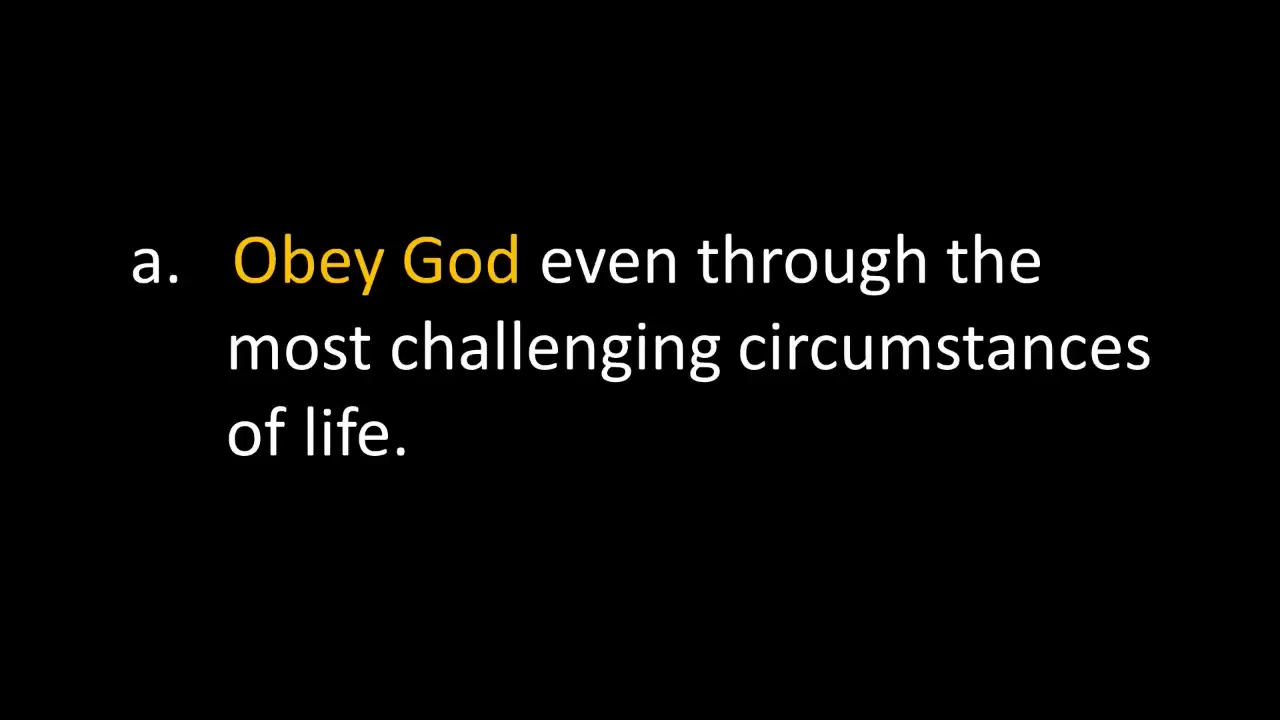 a. Obey God even through the
most challenging circumstances
of life.